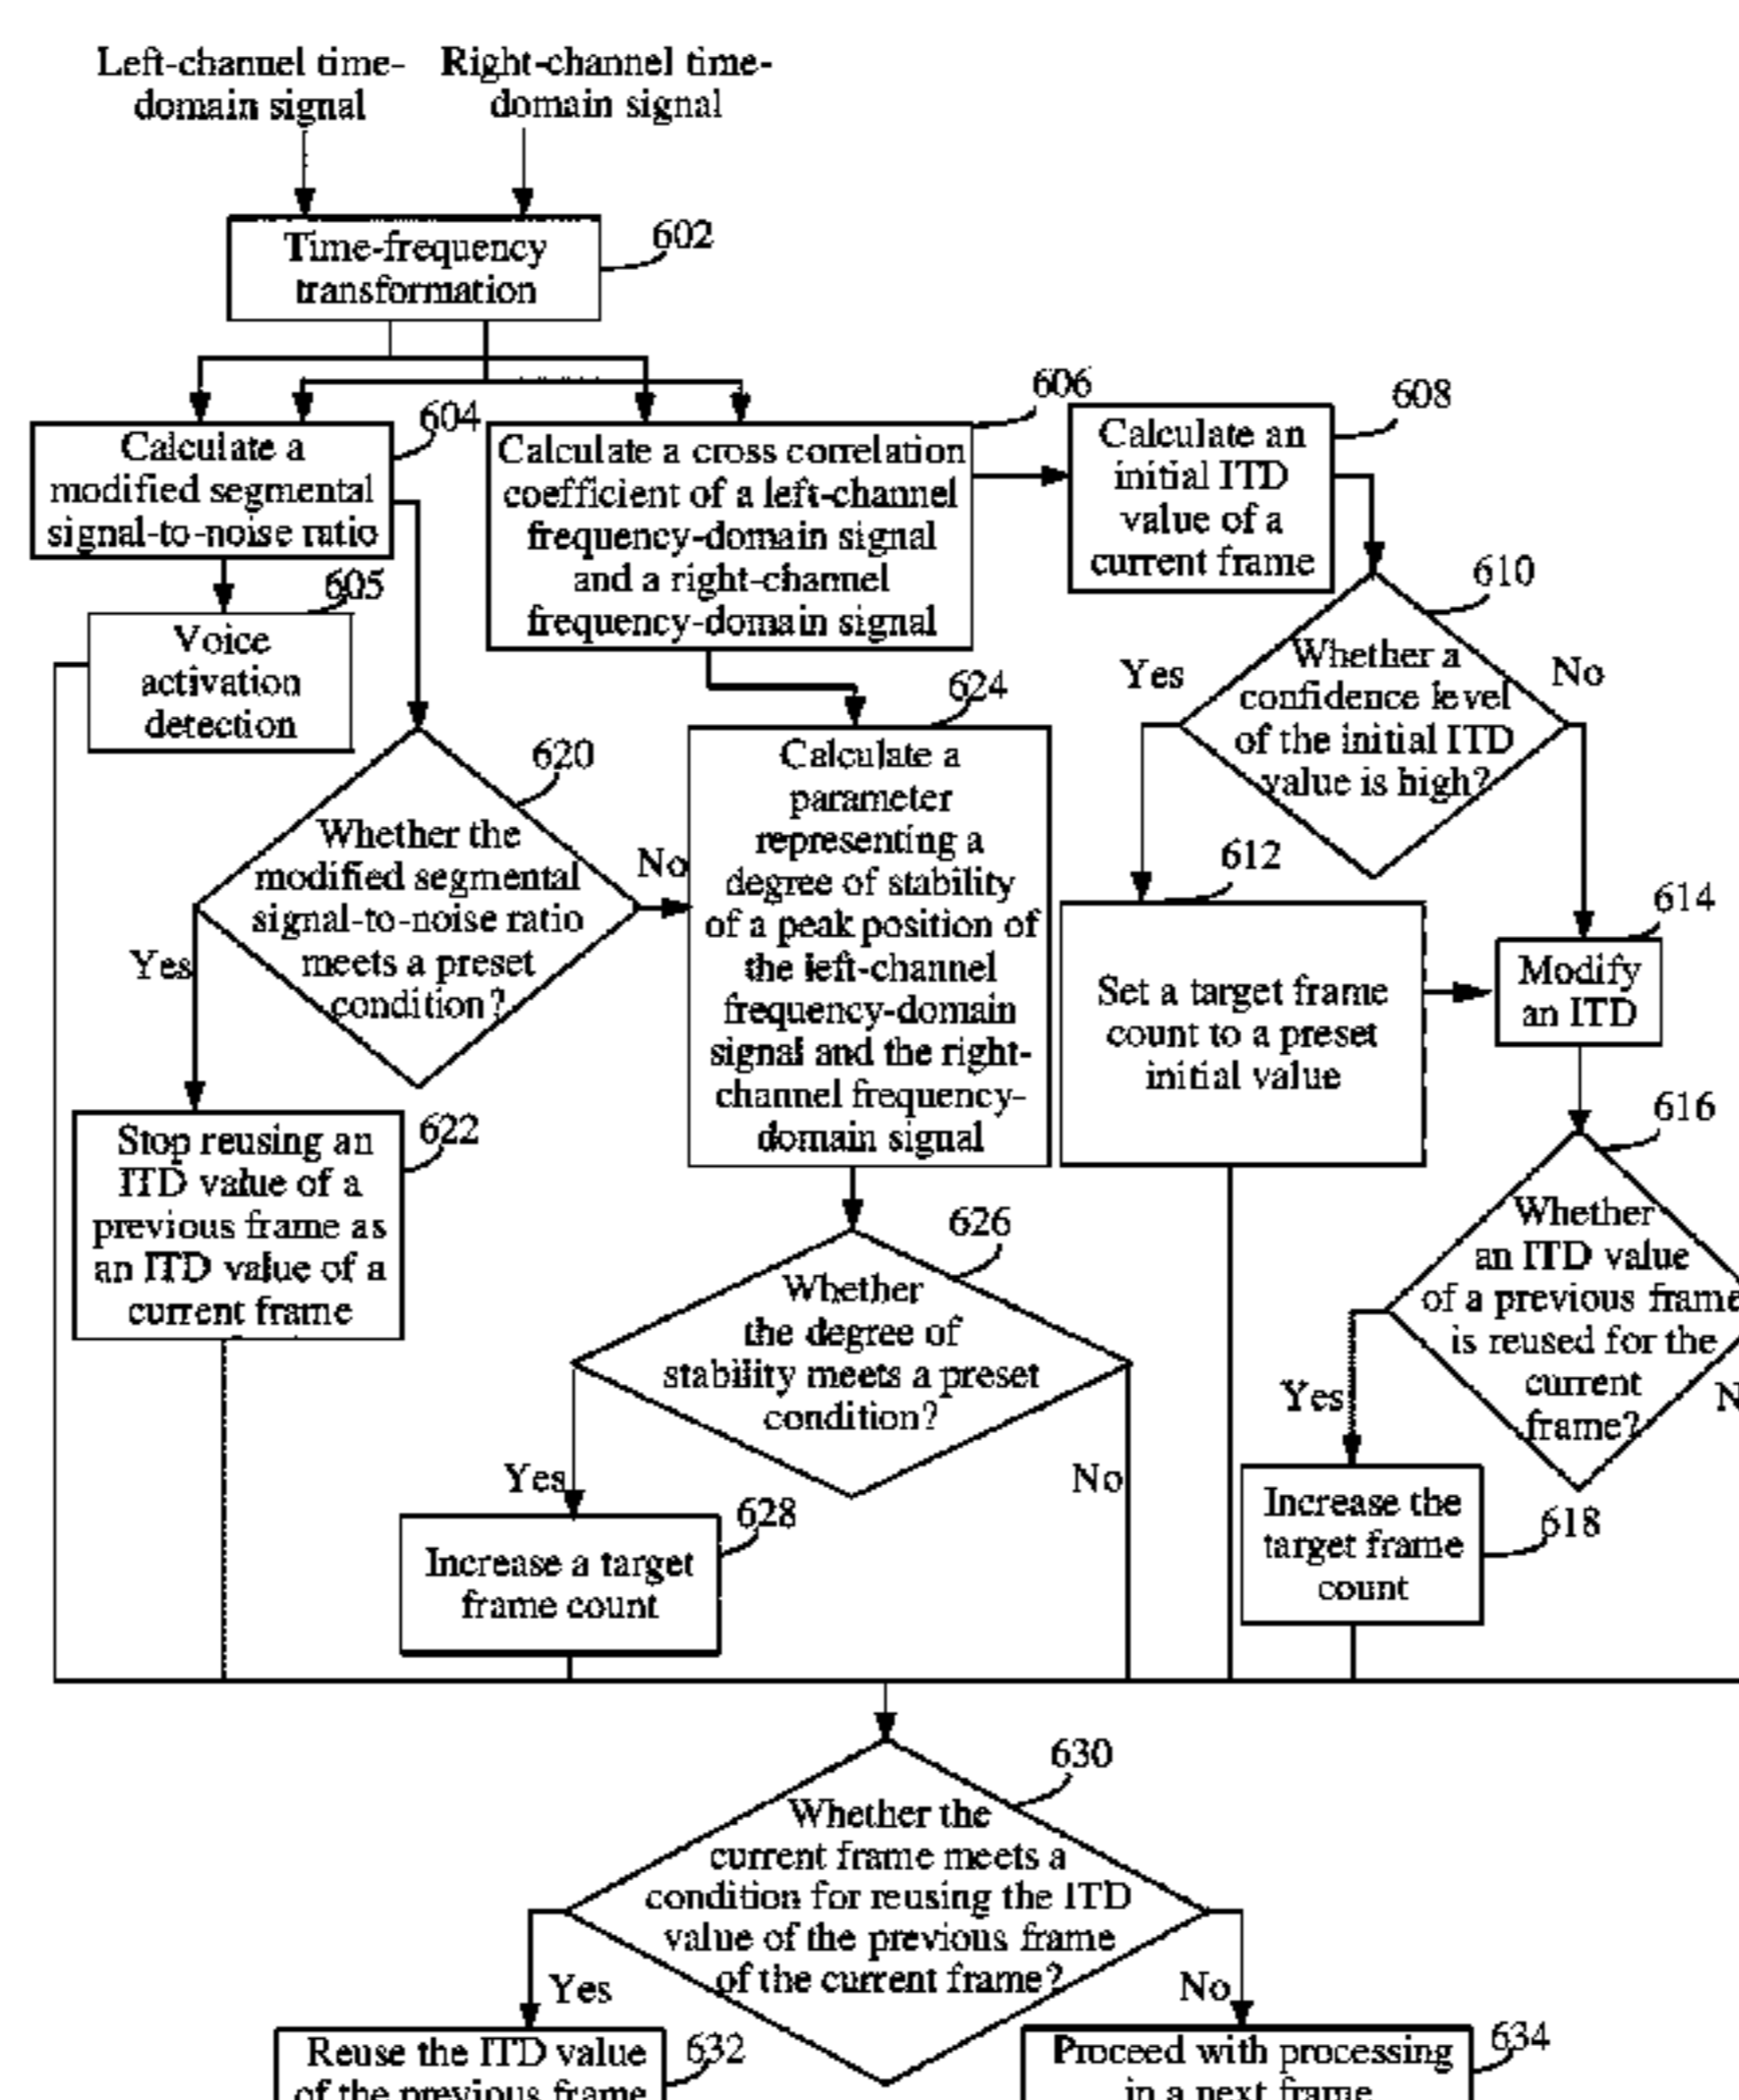 Left-channel time-
domain signal
Right-channel time-
domain signal
Time-frequency
transformation
602
604
Calculate a
modified segmental
signal-to-noise ratio
606
Calculate a cross correlation
coefficient of a left-channel
frequency-domain signal
and a right-channel
frequency-domain signal
608
Calculate an
initial ITD
value of a
current frame
605
Voice
activation
detection
610
Whether a
confidence level
of the initial ITD
value is high?
Yes
No
620
Whether the
modified segmental
signal-to-noise ratio
meets a preset
condition?
Yes
No
624
Calculate a
parameter
representing a
degree of stability
of a peak position of
the left-channel
frequency-domain
signal and the right-
channel frequency-
domain signal
612
Set a target frame
count to a preset
initial value
614
Modify
an ITD
622
Stop reusing an
ITD value of a
previous frame as
an ITD value of a
current frame
616
Whether
an ITD value
of a previous frame
is reused for the
current
frame?
Yes
626
Whether
the degree of
stability meets a preset
condition?
Yes
No
628
Increase a target
frame count
618
Increase the
target frame
count
630
Whether the
current frame meets a
condition for reusing the ITD
value of the previous frame
of the current frame?
Yes
No
632
Reuse the ITD value
of the previous frame
634
Proceed with processing
in a next frame